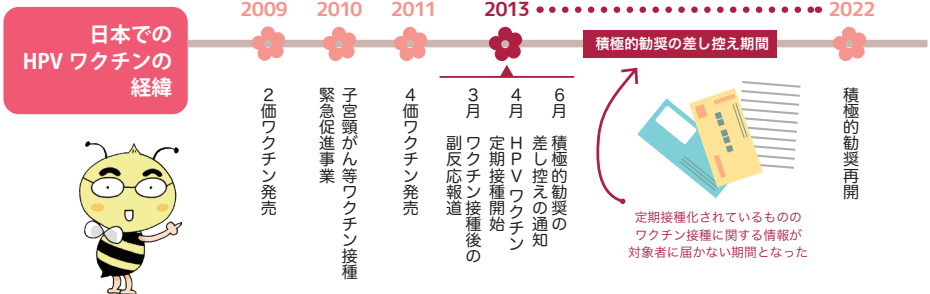 日本での
HPV ワクチンの
経緯
2009
2010
2011
2013
2022
積極的勧奨の差し控え期間
2価ワクチン発売
子宮頸がん等ワクチン接種
緊急促進事業
4価ワクチン発売
3月 ワクチン接種後の
副反応報道
4月 HPVワクチン
定期接種開始
6月 積極的勧奨の
差し控えの通知
積極的勧奨再開
定期接種化されているものの
ワクチン接種に関する情報が
対象者に届かない期間となった